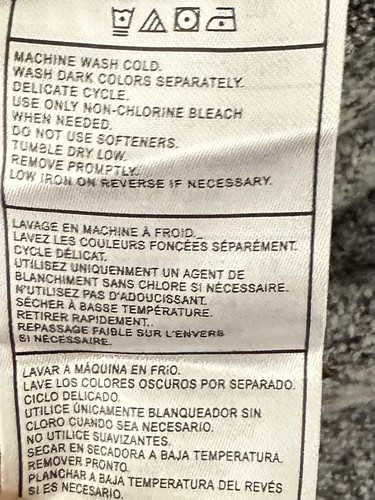 MACHINE WASH COLD.
WASH DARK COLORS SEPARATELY.
DELICATE CYCLE.
USE ONLY NON-CHLORINE BLEACH
WHEN NEEDED.
DO NOT USE SOFTENERS.
TUMBLE DRY LOW.
REMOVE PROMPTLY.
LOW IRON ON REVERSE IF NECESSARY.
LAVAGE EN MACHINE À FROID.
LAVEZ LES COULEURS FONCÉES SÉPARÉMENT.
CYCLE DÉLICAT.
UTILISEZ UNIQUENMENT UN AGENT DE
BLANCHIMENT SANS CHLORE SI NÉCESSAIRE.
N'UTILISEZ PAS D'ADOUCISSANT.
SÉCHER À BASSE TEMPÉRATURE.
RETIRER RAPIDEMENT.
REPASSAGE FAIBLE SUR L'ENVERS
SI NÉCESSAIRE.
LAVAR A MÁQUINA EN FRÍO.
LAVE LOS COLORES OSCUROS POR SEPARADO.
CICLO DELICADO.
UTILICE ÚNICAMENTE BLANQUEADOR SIN
CLORO CUANDO SEA NECESARIO.
NO UTILICE SUAVIZANTES.
SECAR EN SECADORA A BAJA TEMPERATURA.
REMOVER PRONTO.
PLANCHAR A BAJA TEMPERATURA DEL REVÉS
SI ES NECESARIO.